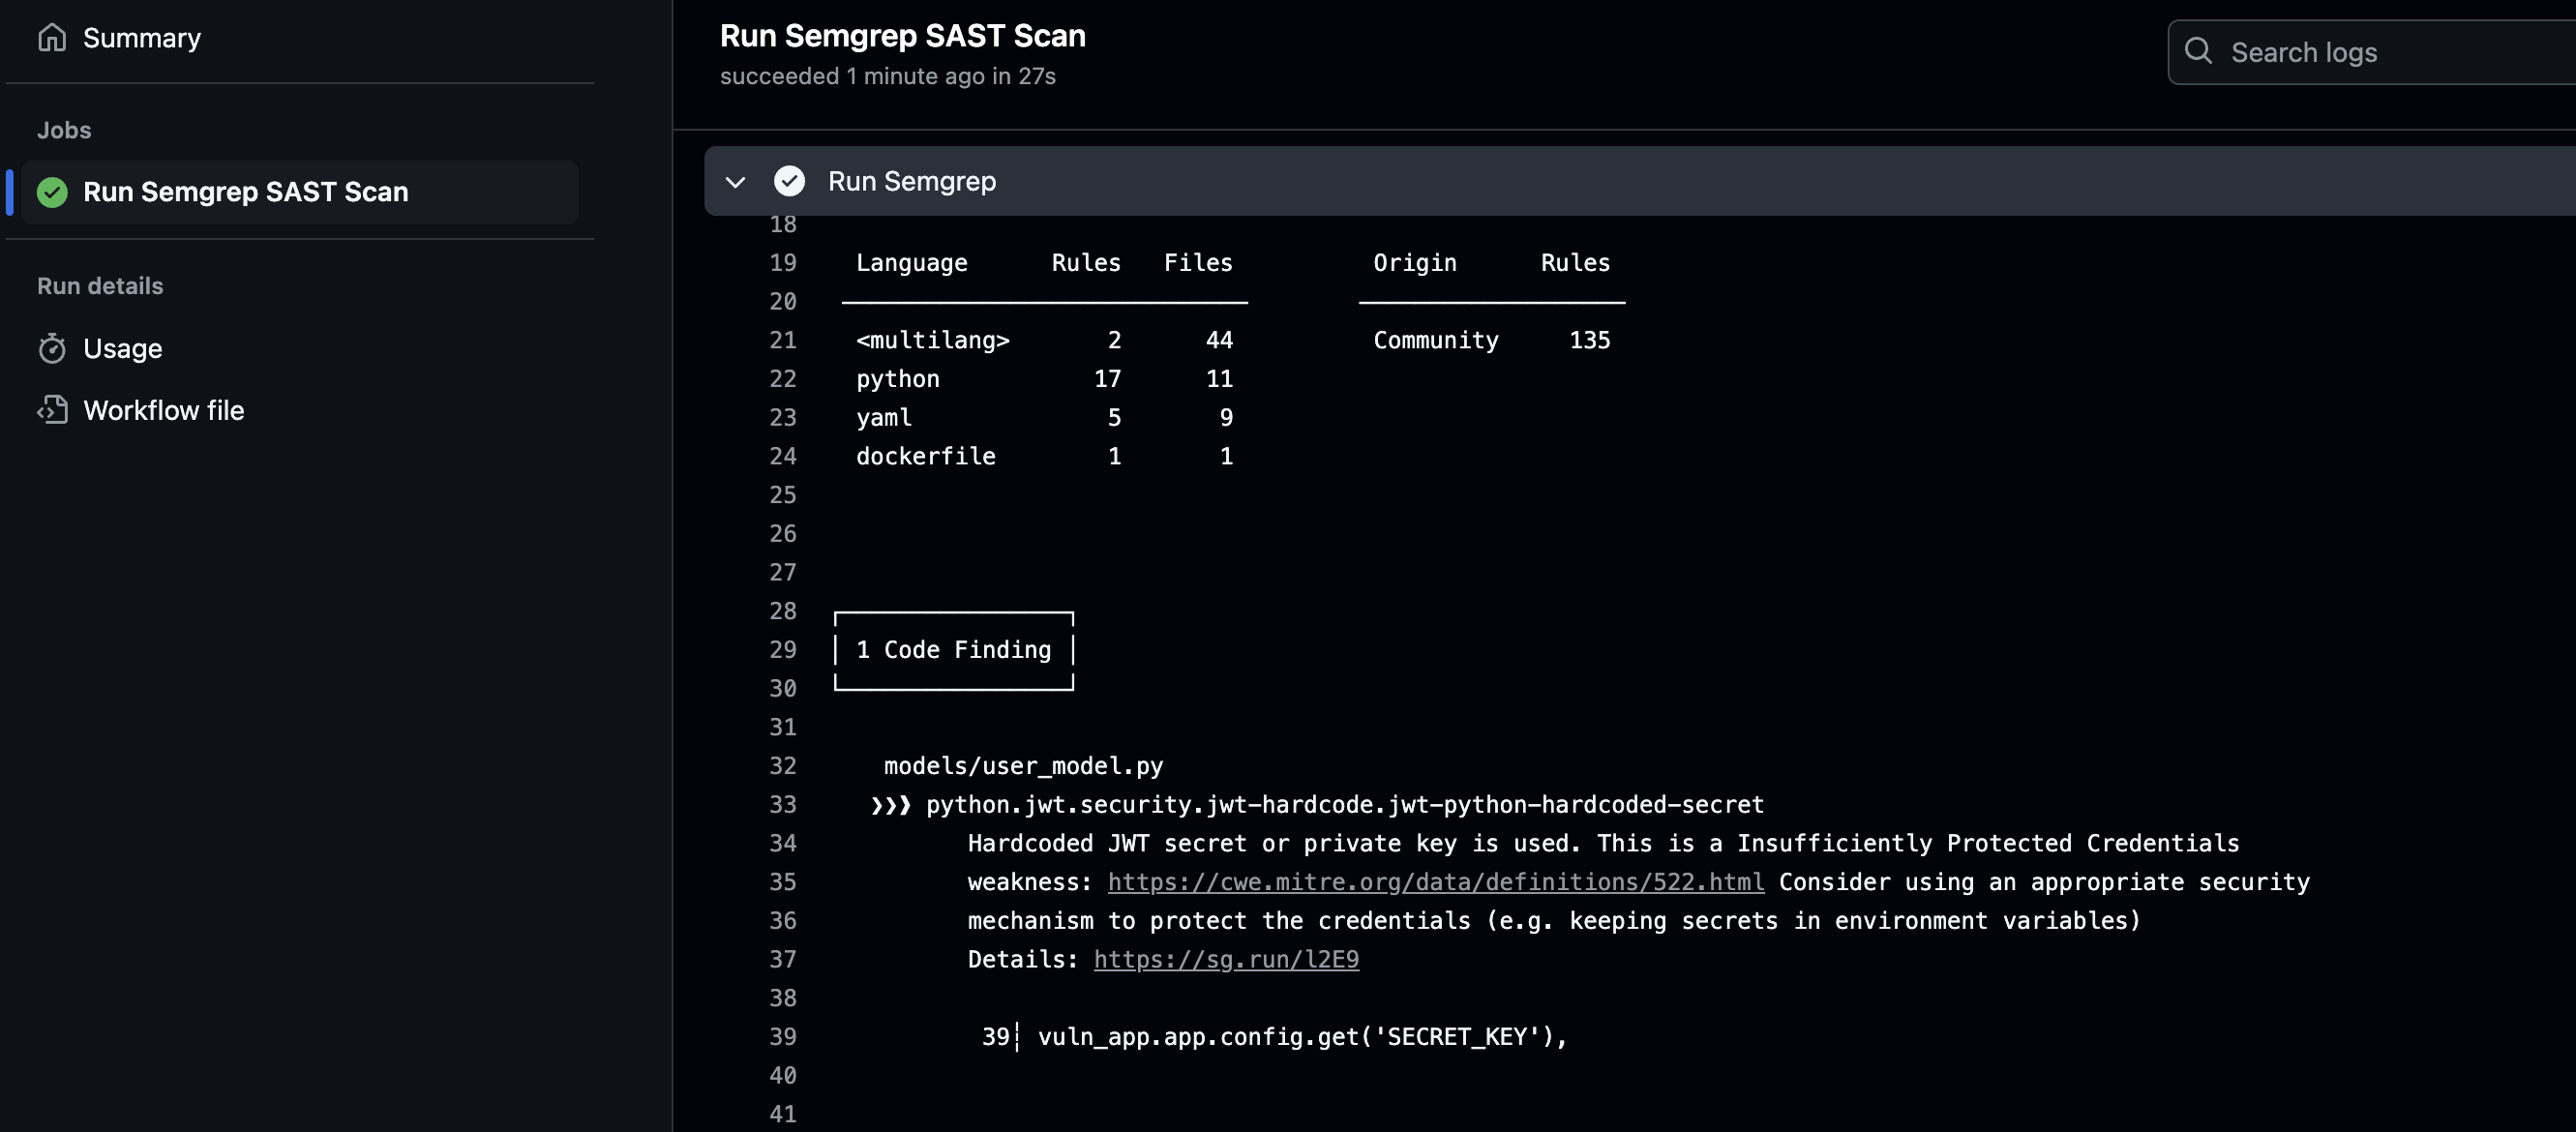 Summary
Jobs
Run Semgrep SAST Scan
Run details
Usage
Workflow file
Run Semgrep SAST Scan
succeeded 1 minute ago in 27s
Search logs
Run Semgrep
18
19 Language Rules Files Origin Rules
20
21 <multilang> 2 44 Community 135
22 python 17 11
23 yaml 5 9
24 dockerfile 1 1
25
26
27
28
29 1 Code Finding
30
31
32 models/user_model.py
33 ❯❯❱ python.jwt.security.jwt-hardcode.jwt-python-hardcoded-secret
34 Hardcoded JWT secret or private key is used. This is a Insufficiently Protected Credentials
35 weakness: https://cwe.mitre.org/data/definitions/522.html Consider using an appropriate security
36 mechanism to protect the credentials (e.g. keeping secrets in environment variables)
37 Details: https://sg.run/l2E9
38
39 39┆ vuln_app.app.config.get('SECRET_KEY'),
40
41